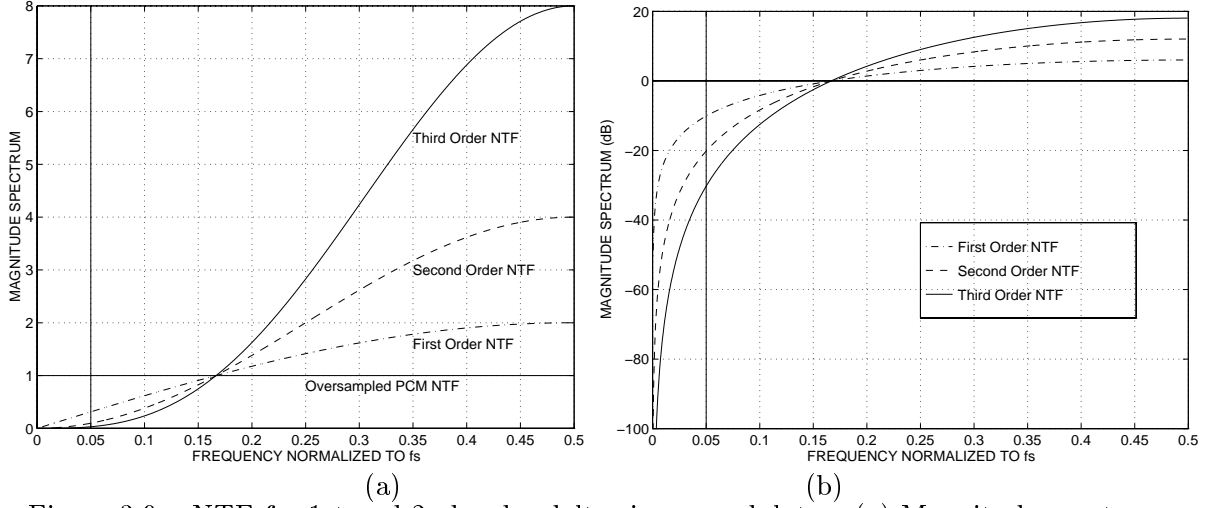 8
7
6
5
4
3
2
1
0
MAGNITUDE SPECTRUM
Third Order NTF
Second Order NTF
First Order NTF
Oversampled PCM NTF
0 0.05 0.1 0.15 0.2 0.25 0.3 0.35 0.4 0.45 0.5
FREQUENCY NORMALIZED TO fs
(a)
20
0
−20
−40
−60
−80
−100
MAGNITUDE SPECTRUM (dB)
First Order NTF
Second Order NTF
Third Order NTF
0 0.05 0.1 0.15 0.2 0.25 0.3 0.35 0.4 0.45 0.5
FREQUENCY NORMALIZED TO fs
(b)
Figure NTF (a)